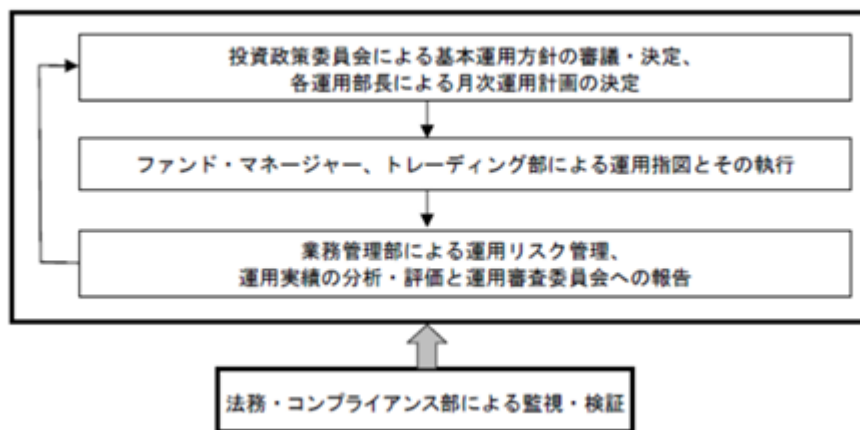 投資政策委員会による基本運用方針の審議・決定、
各運用部長による月次運用計画の決定
ファンド・マネージャー、トレーディング部による運用指図とその執行
業務管理部による運用リスク管理、
運用実績の分析・評価と運用審査委員会への報告
法務・コンプライアンス部による監視・検証